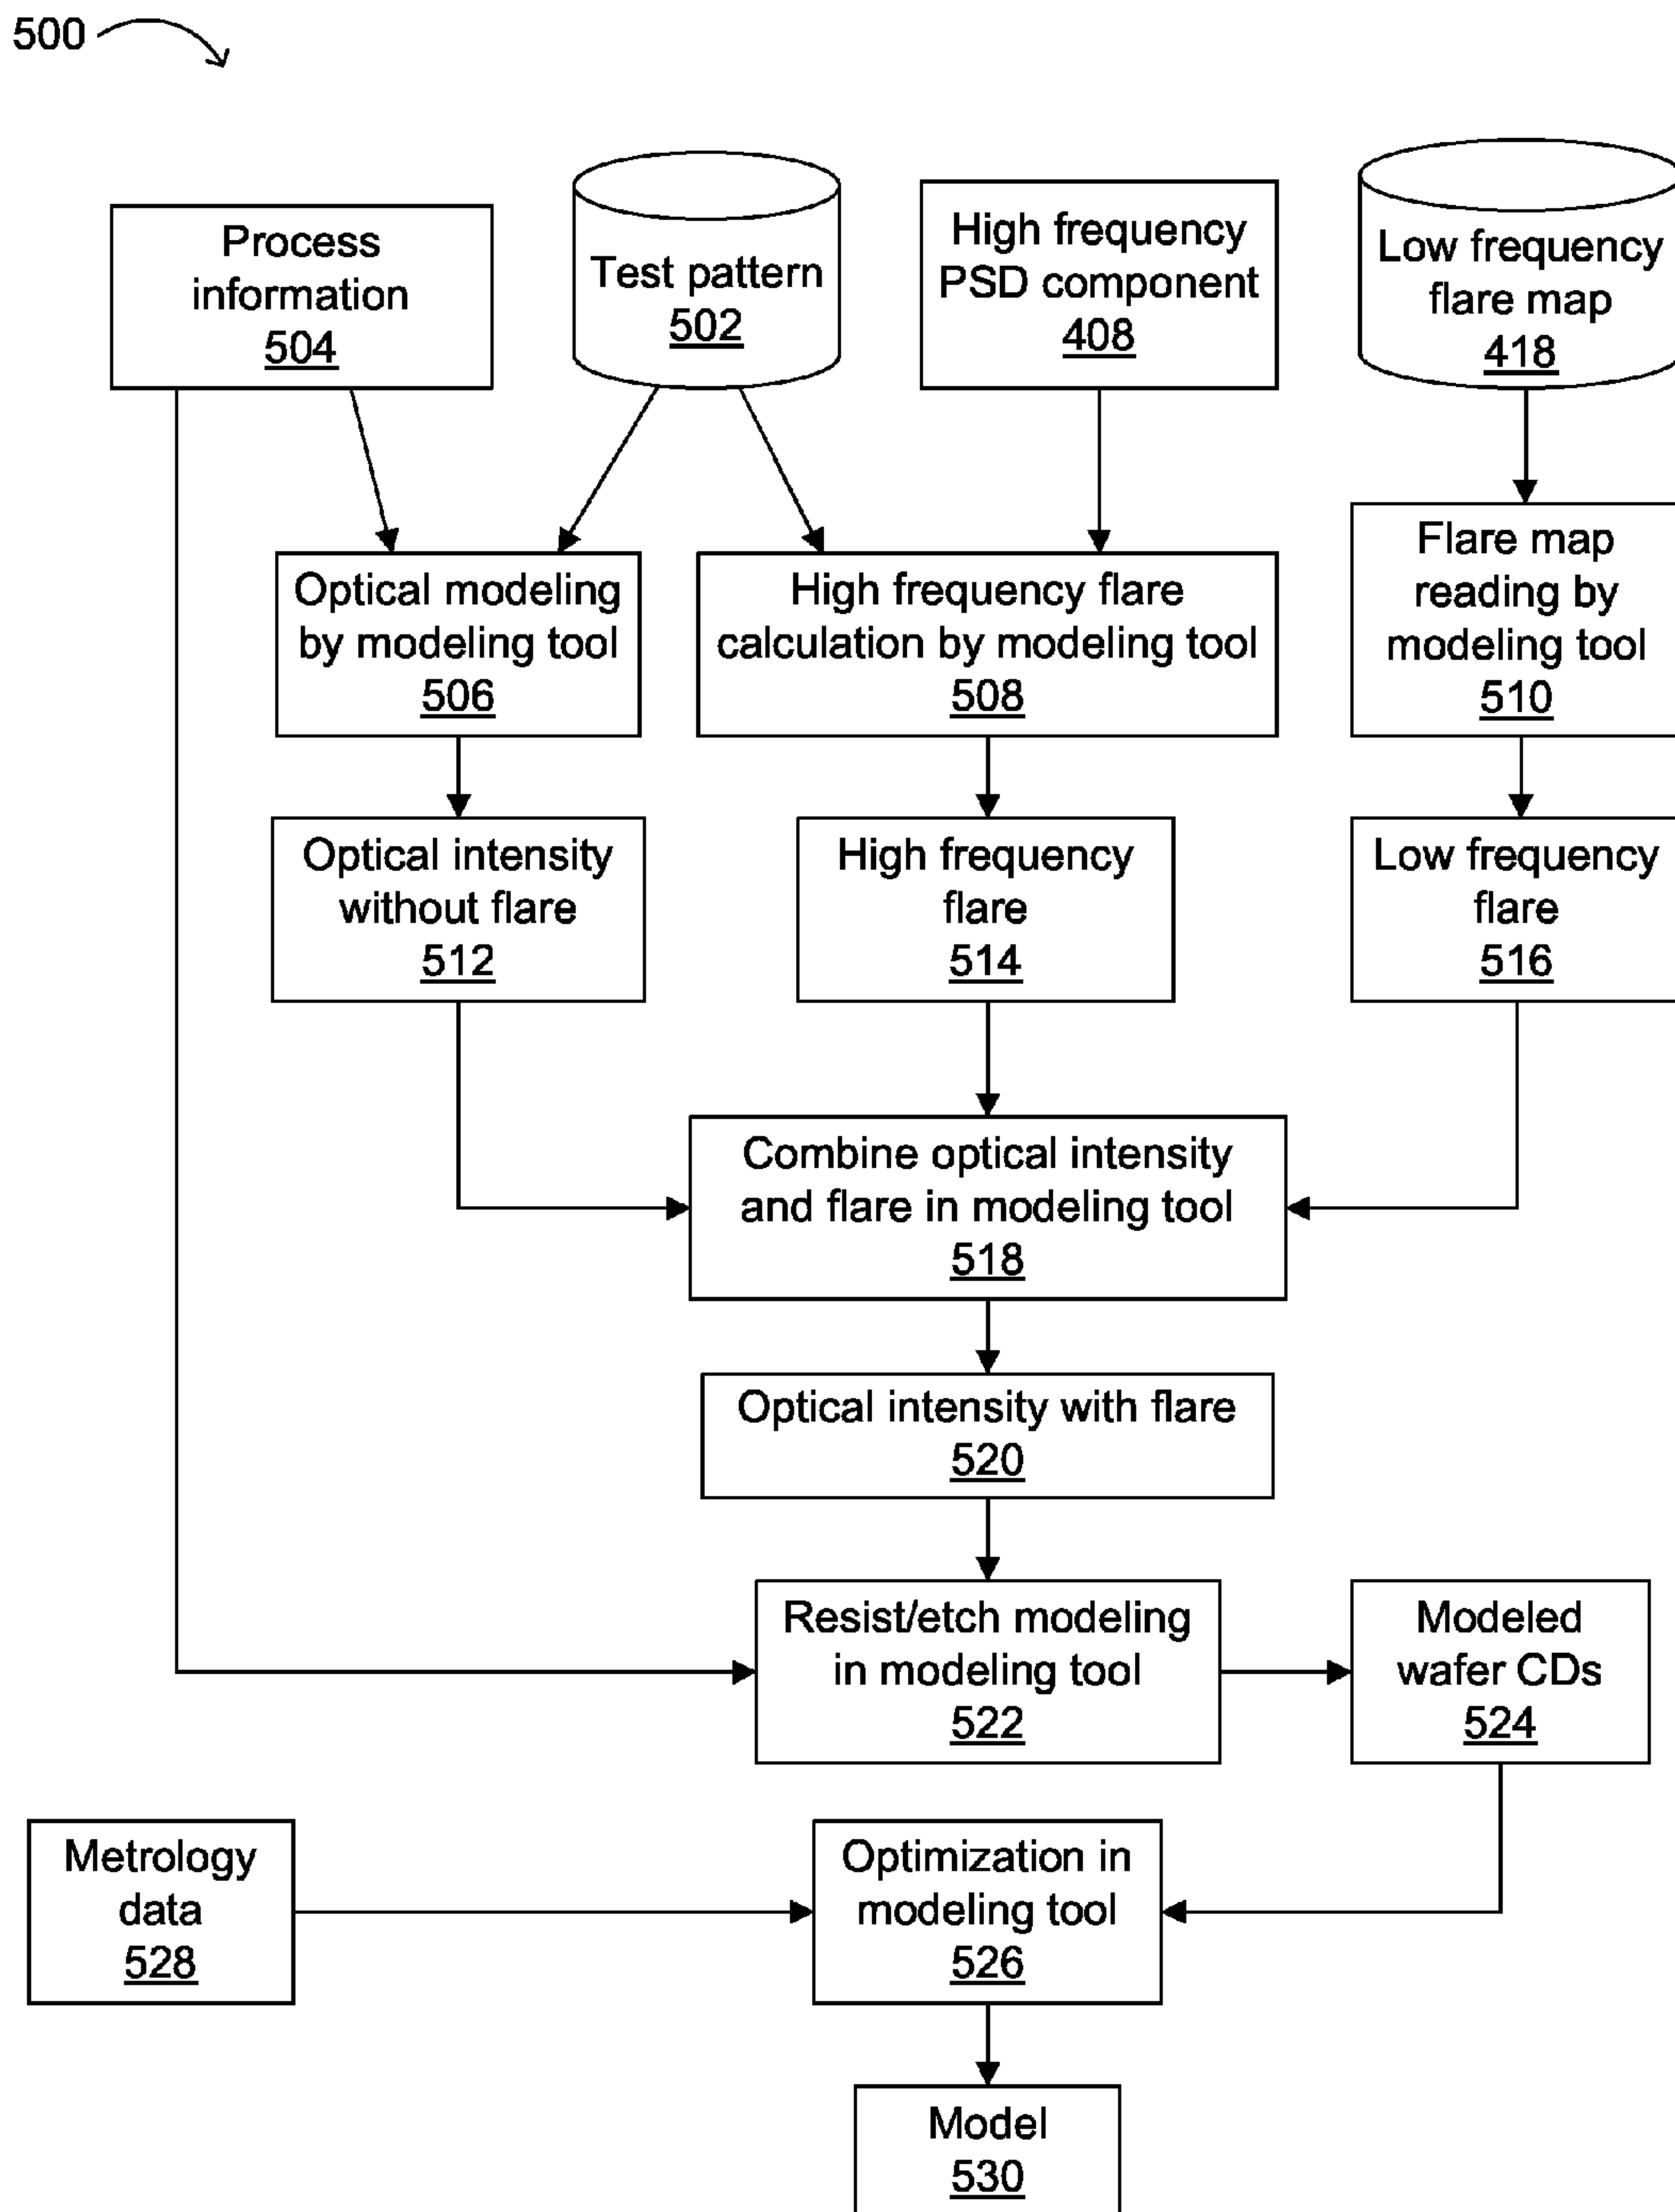 500
Process
information
504
Test pattern
502
High frequency
PSD component
408
Low frequency
flare map
418
Optical modeling
by modeling tool
506
High frequency flare
calculation by modeling tool
508
Flare map
reading by
modeling tool
510
Optical intensity
without flare
512
High frequency
flare
514
Low frequency
flare
516
Combine optical intensity
and flare in modeling tool
518
Optical intensity with flare
520
Resist/etch modeling
in modeling tool
522
Modeled
wafer CDs
524
Metrology
data
528
Optimization in
modeling tool
526
Model
530